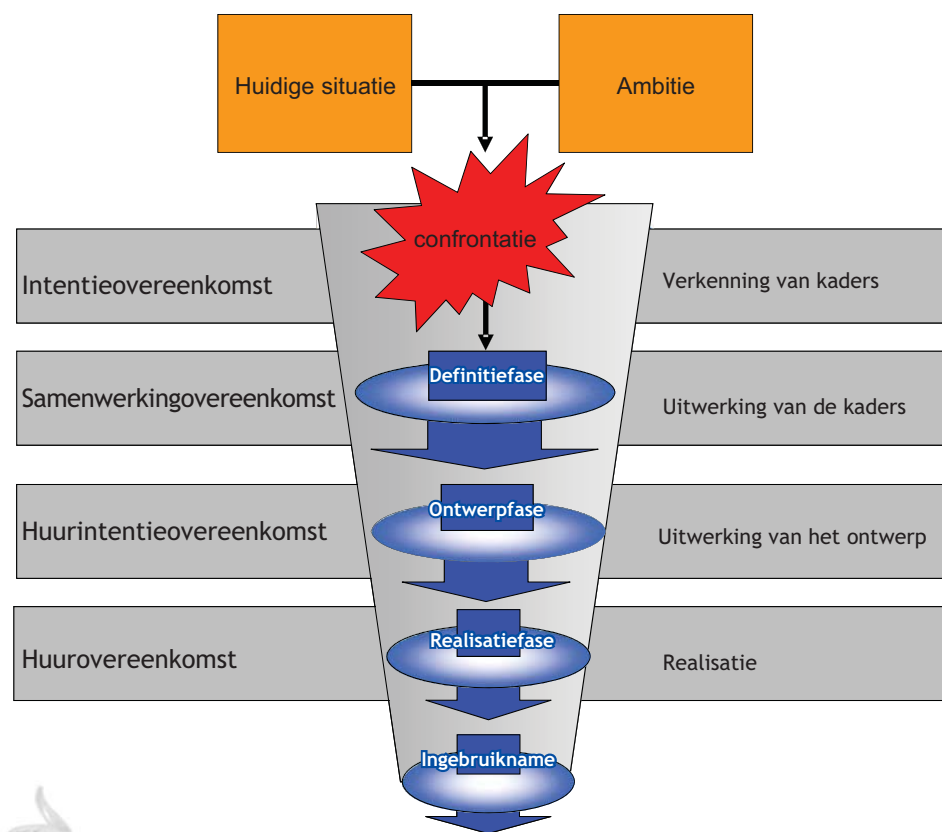 Huidige situatie
Ambitie
confrontatie
Intentieovereenkomst
Verkenning van kaders
Definitiefase
Samenwerkingovereenkomst
Uitwerking van de kaders
Ontwerpfase
Huurintentieovereenkomst
Uitwerking van het ontwerp
Realisatiefase
Huurovereenkomst
Realisatie
Ingebruikname